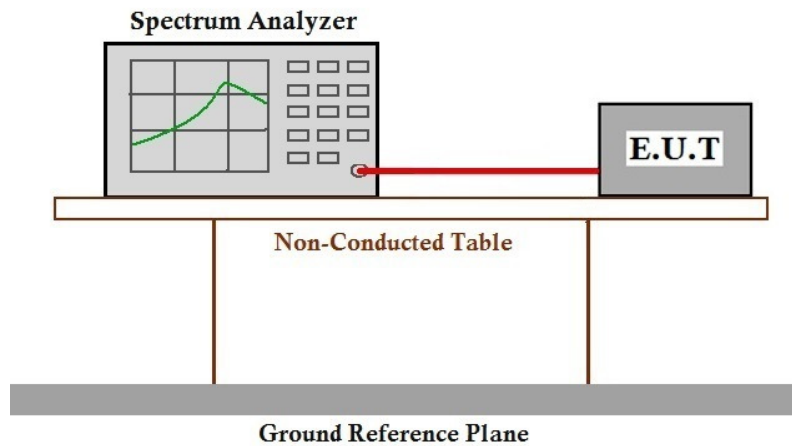 Spectrum Analyzer
E.U.T
Non-Conducted Table
Ground Reference Plane